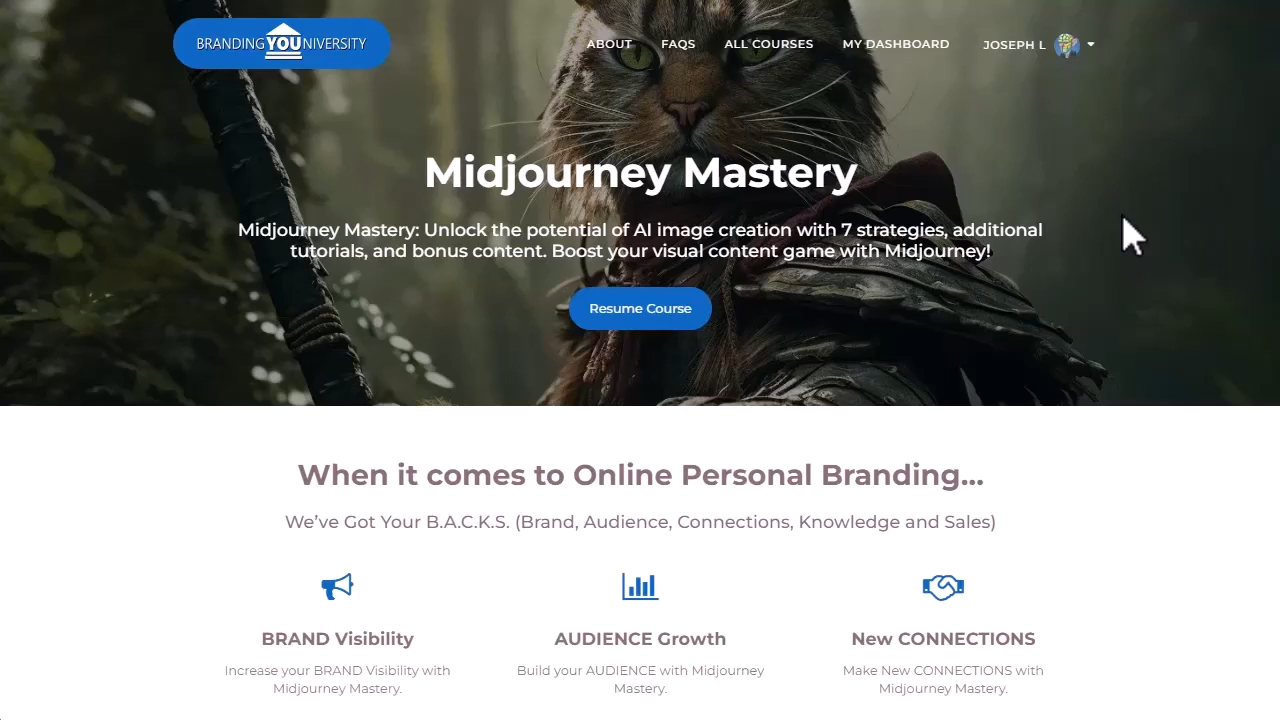 BRANDING YOUNIVERSITY
ABOUT
FAQS
ALL COURSES
MY DASHBOARD
JOSEPH L
Midjourney Mastery
Midjourney Mastery: Unlock the potential of AI image creation with 7 strategies, additional
tutorials, and bonus content. Boost your visual content game with Midjourney!
Resume Course
When it comes to Online Personal Branding...
We’ve Got Your B.A.C.K.S. (Brand, Audience, Connections, Knowledge and Sales)
BRAND Visibility
Increase your BRAND Visibility with
Midjourney Mastery.
AUDIENCE Growth
Build your AUDIENCE with Midjourney
Mastery.
New CONNECTIONS
Make New CONNECTIONS with
Midjourney Mastery.